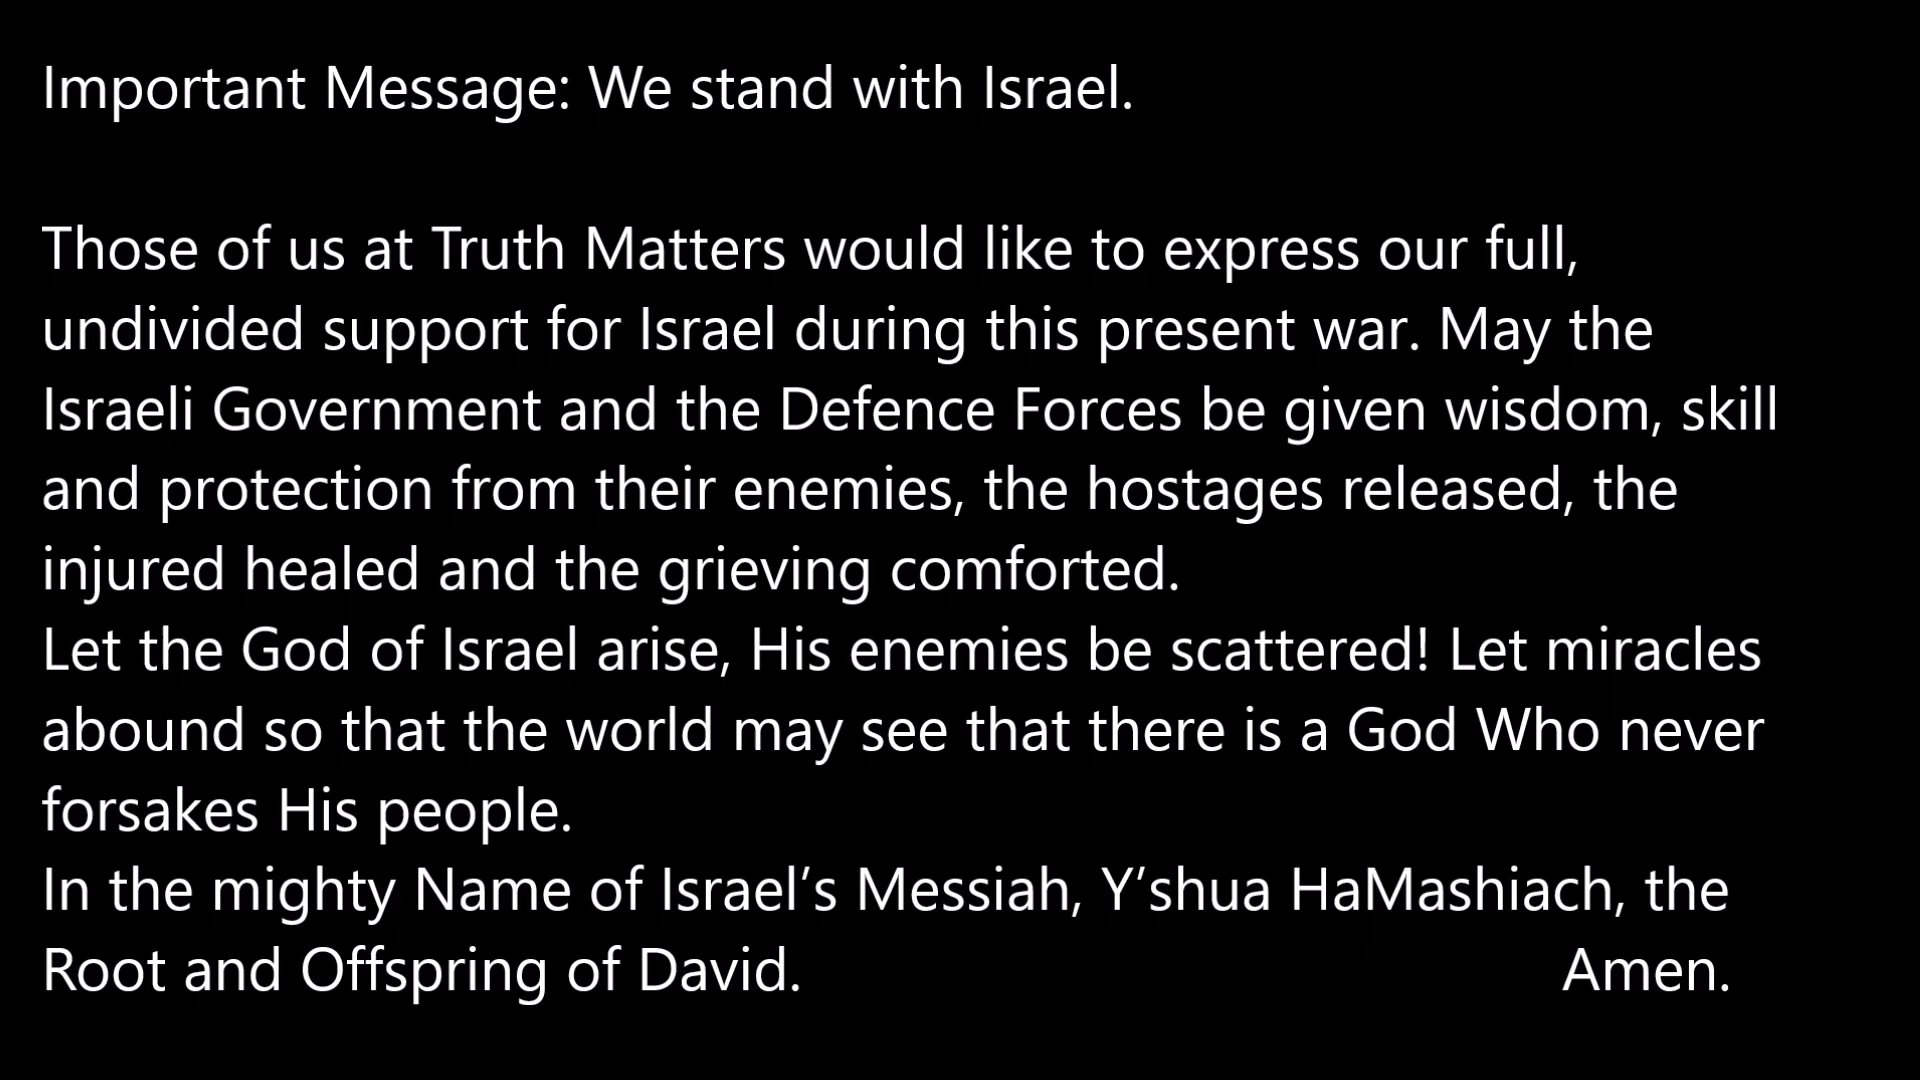 Important Message: We stand with Israel.
Those of us at Truth Matters would like to express our full,
undivided support for Israel during this present war. May the
Israeli Government and the Defence Forces be given wisdom, skill
and protection from their enemies, the hostages released, the
injured healed and the grieving comforted.
Let the God of Israel arise, His enemies be scattered! Let miracles
abound so that the world may see that there is a God Who never
forsakes His people.
In the mighty Name of Israel’s Messiah, Y’shua HaMashiach, the
Root and Offspring of David. Amen.